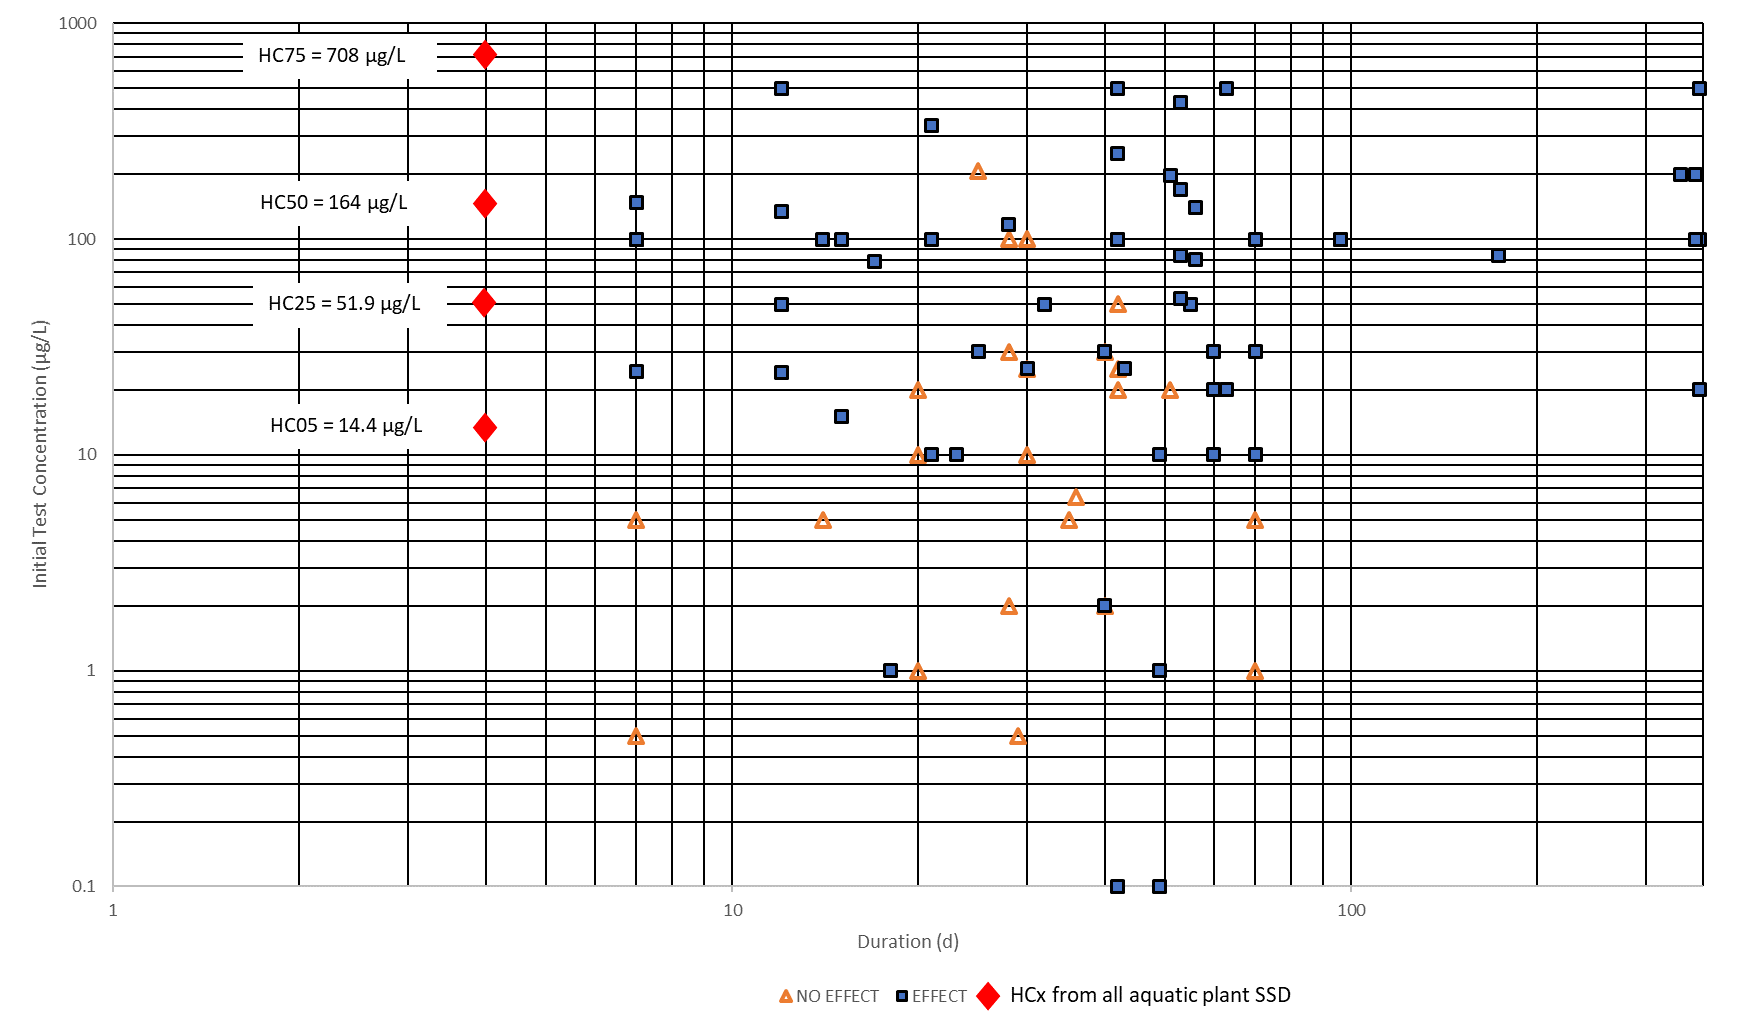 1000
HC75 = 708 µg/L
HC50 = 164 µg/L
100
HC25 = 51.9 µg/L
HC05 = 14.4 µg/L
10
1
0.1
Initial Test Concentration (µg/L)
1 10 100
Duration (d)
NO EFFECT EFFECT HCx from all aquatic plant SSD